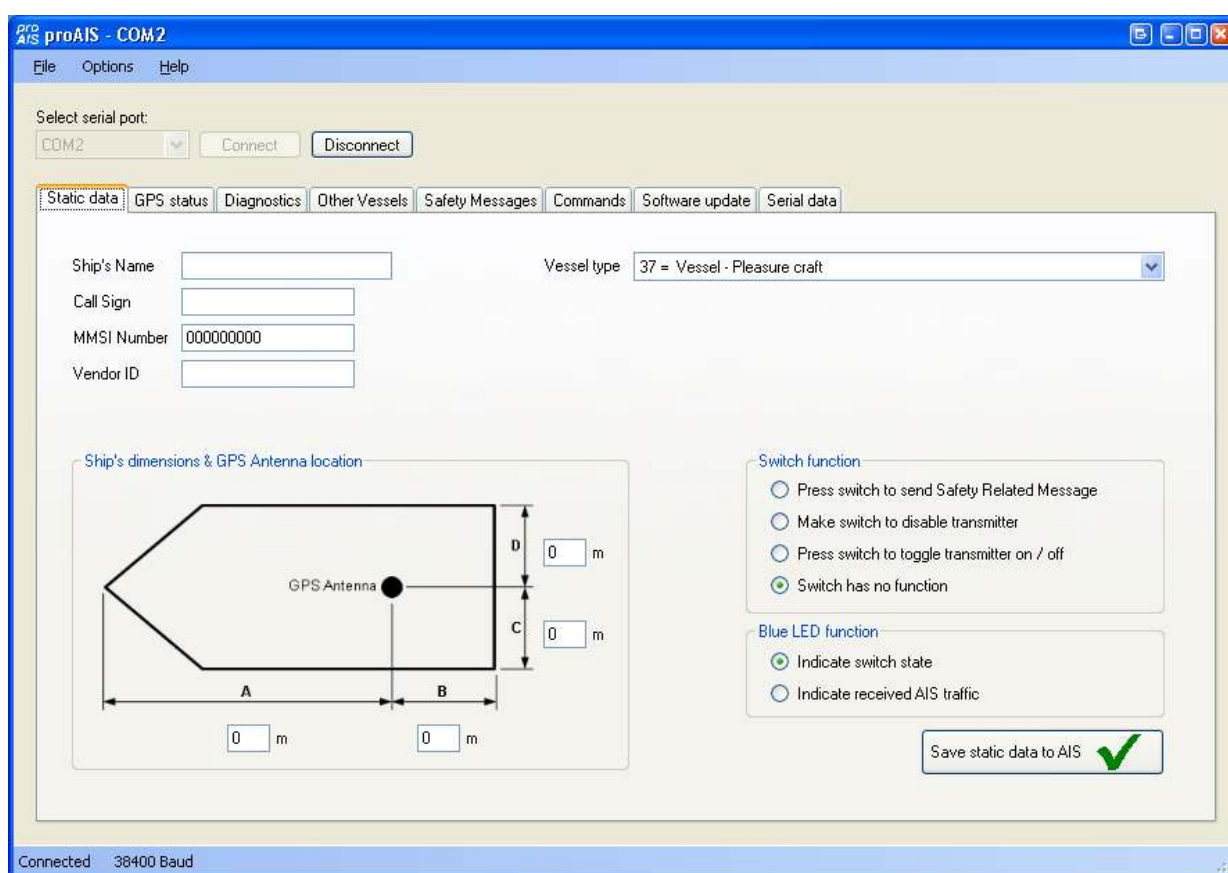 pro AIS proAIS - COM2
File Options Help
Select serial port:
COM2 Connect Disconnect
Static data GPS status Diagnostics Other Vessels Safety Messages Commands Software update Serial data
Ship's Name Vessel type 37 = Vessel - Pleasure craft
Call Sign
MMSI Number 000000000
Vendor ID
Ship's dimensions & GPS Antenna location
D 0 m
GPS Antenna
C 0 m
A B
0 m 0 m
Switch function
Press switch to send Safety Related Message
Make switch to disable transmitter
Press switch to toggle transmitter on / off
Switch has no function
Blue LED function
Indicate switch state
Indicate received AIS traffic
Save static data to AIS
Connected 38400 Baud